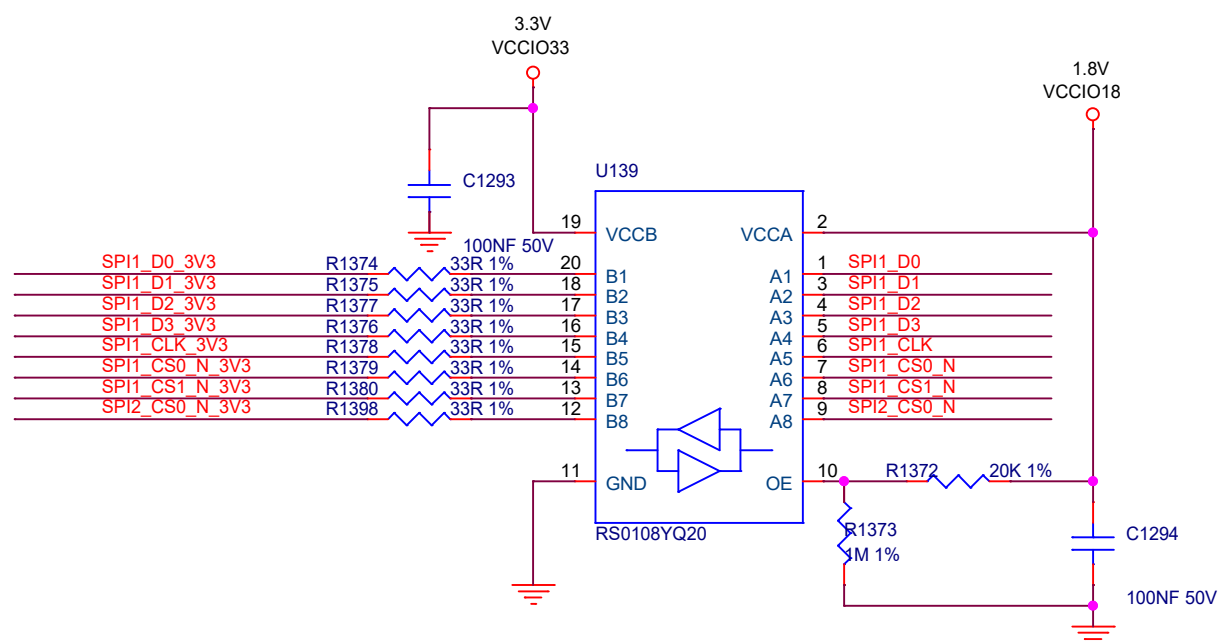 3.3V
VCCIO33
1.8V
VCCIO18
U139
C1293
100NF 50V
19 VCCB VCCA 2
SPI1_D0_3V3 R1374 33R 1% 20 B1 A1 1 SPI1_D0
SPI1_D1_3V3 R1375 33R 1% 18 B2 A2 3 SPI1_D1
SPI1_D2_3V3 R1377 33R 1% 17 B3 A3 4 SPI1_D2
SPI1_D3_3V3 R1376 33R 1% 16 B4 A4 5 SPI1_D3
SPI1_CLK_3V3 R1378 33R 1% 15 B5 A5 6 SPI1_CLK
SPI1_CS0_N_3V3 R1379 33R 1% 14 B6 A6 7 SPI1_CS0_N
SPI1_CS1_N_3V3 R1380 33R 1% 13 B7 A7 8 SPI1_CS1_N
SPI2_CS0_N_3V3 R1398 33R 1% 12 B8 A8 9 SPI2_CS0_N
11 GND OE 10 R1372 20K 1%
RS0108YQ20
R1373
1M 1%
C1294
100NF 50V